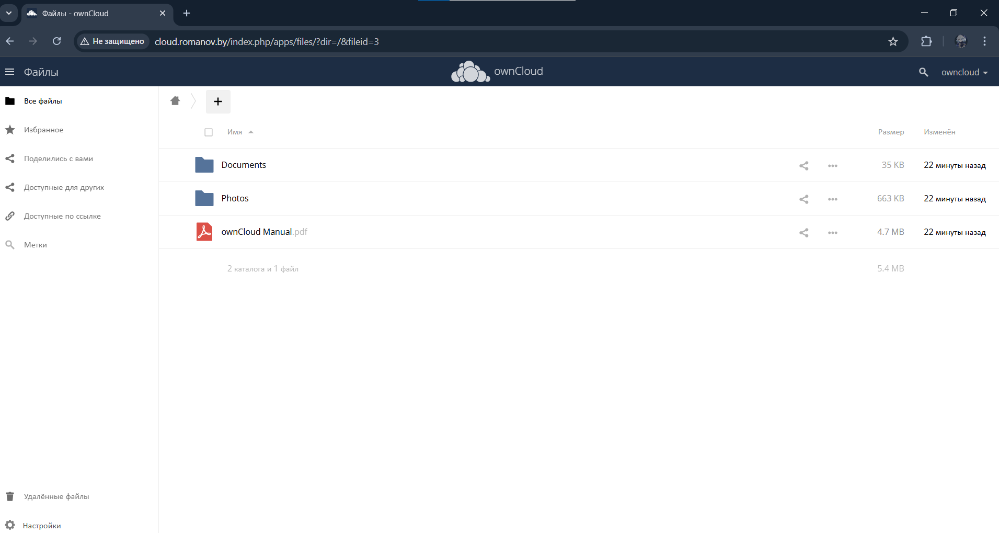 Файлы - ownCloud
Не защищено cloud.romanov.by/index.php/apps/files/?dir=/&fileid=3
Файлы
ownCloud
owncloud
Все файлы
Избранное
Поделились с вами
Доступные для других
Доступные по ссылке
Метки
Удалённые файлы
Настройки
Имя Размер Изменён
Documents 35 KB 22 минуты назад
Photos 663 KB 22 минуты назад
ownCloud Manual.pdf 4.7 MB 22 минуты назад
2 каталога и 1 файл 5.4 MB